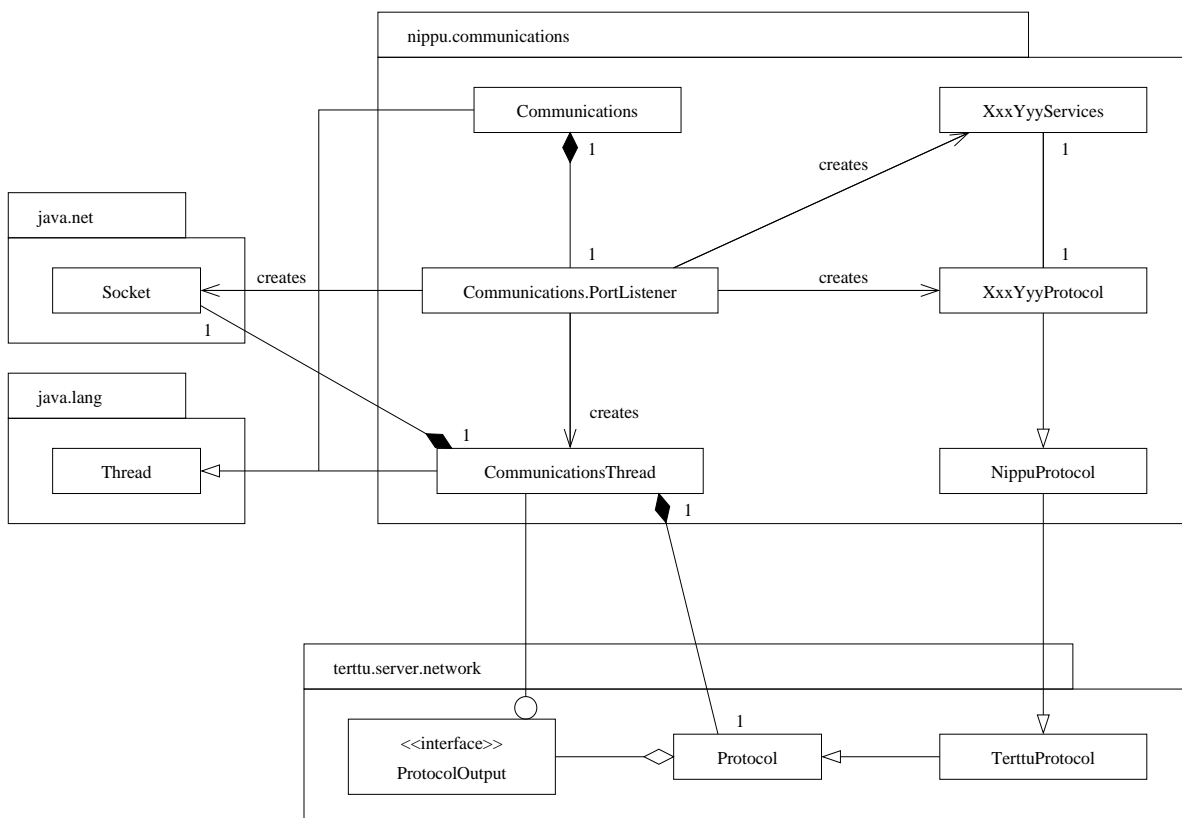 nippu.communications
Communications
XxxYyyServices
1
1
creates
java.net
1
1
creates
creates
Socket
Communications.PortListener
XxxYyyProtocol
1
java.lang
creates
1
Thread
CommunicationsThread
NippuProtocol
1
terttu.server.network
1
<<interface>>
ProtocolOutput
Protocol
TerttuProtocol